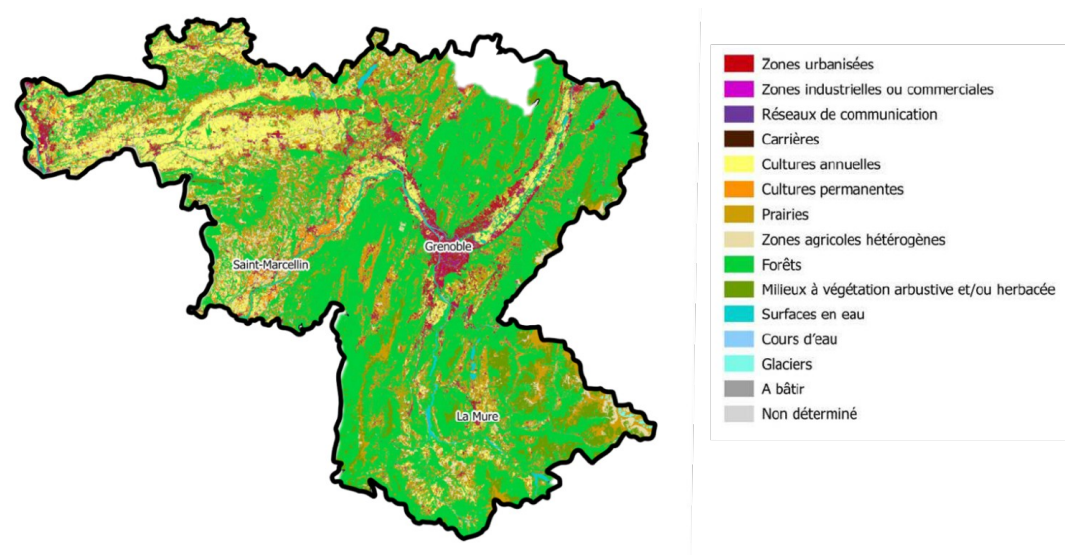 Grenoble
Saint-Marcellin
La Mure
Zones urbanisées
Zones industrielles ou commerciales
Réseaux de communication
Carrières
Cultures annuelles
Cultures permanentes
Prairies
Zones agricoles hétérogènes
Forêts
Milieux à végétation arbustive et/ou herbacée
Surfaces en eau
Cours d'eau
Glaciers
A bâtir
Non déterminé